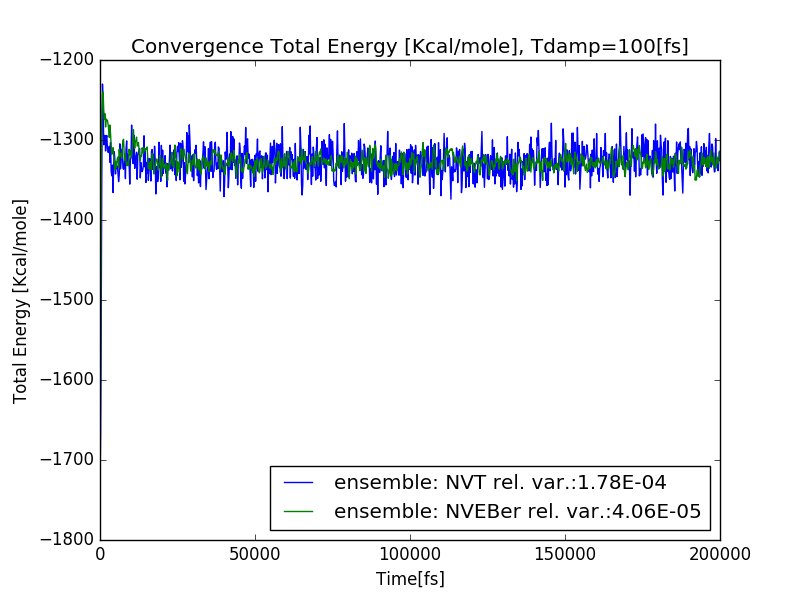 Convergence Total Energy [Kcal/mole], Tdamp=100[fs]
Total Energy [Kcal/mole]
−1200
−1300
−1400
−1500
−1600
−1700
−1800
ensemble: NVT rel. var.:1.78E-04
ensemble: NVEBer rel. var.:4.06E-05
0 50000 100000 150000 200000
Time[fs]